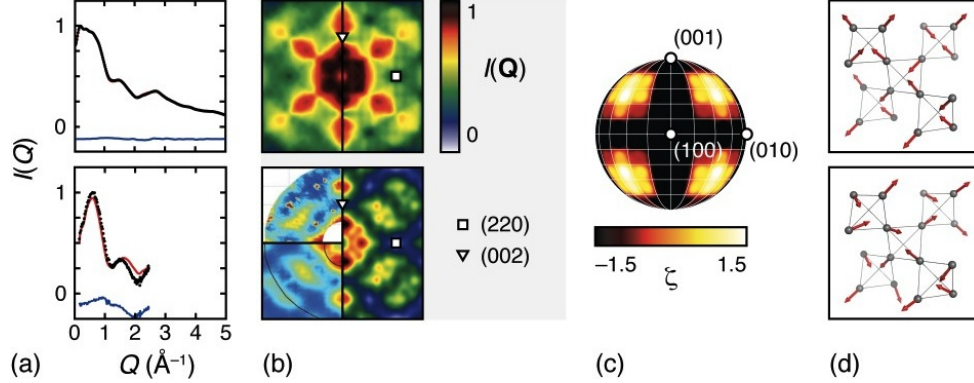 1
0
I(Q)
1
0
0 1 2 3 4 5
Q (Å⁻¹)
(a)
1
I(Q)
0
(220)
(002)
(b)
(001)
(100)
(010)
−1.5 1.5
ζ
(c)
(d)